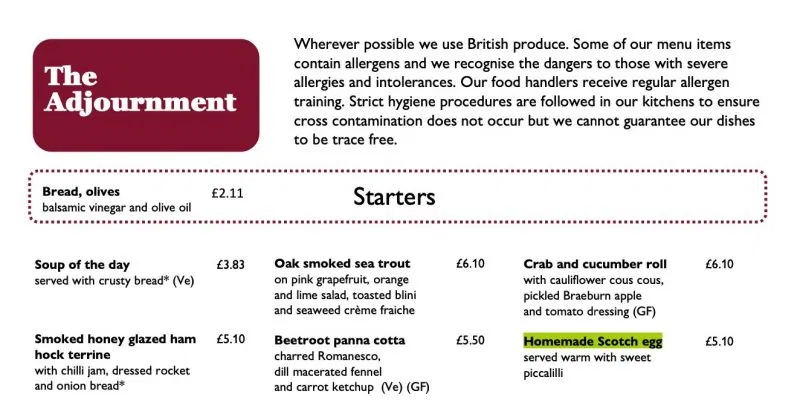 The
Adjournment
Wherever possible we use British produce. Some of our menu items
contain allergens and we recognise the dangers to those with severe
allergies and intolerances. Our food handlers receive regular allergen
training. Strict hygiene procedures are followed in our kitchens to ensure
cross contamination does not occur but we cannot guarantee our dishes
to be trace free.
Bread, olives £2.11
balsamic vinegar and olive oil
Starters
Soup of the day £3.83
served with crusty bread* (Ve)
Oak smoked sea trout £6.10
on pink grapefruit, orange
and lime salad, toasted blini
and seaweed crème fraiche
Crab and cucumber roll £6.10
with cauliflower cous cous,
pickled Braeburn apple
and tomato dressing (GF)
Smoked honey glazed ham £5.10
hock terrine
with chilli jam, dressed rocket
and onion bread*
Beetroot panna cotta £5.50
charred Romanesco,
dill macerated fennel
and carrot ketchup (Ve) (GF)
Homemade Scotch egg £5.10
served warm with sweet
piccalilli